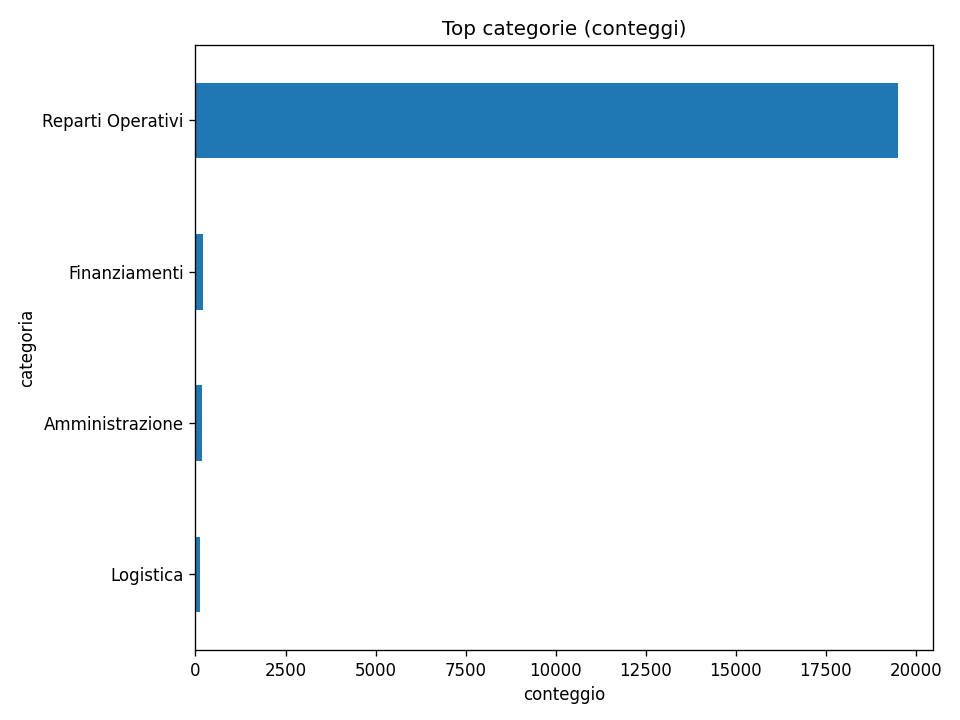 Top categorie (conteggi)
Reparti Operativi
Finanziamenti
categoria
Amministrazione
Logistica
0 2500 5000 7500 10000 12500 15000 17500 20000
conteggio